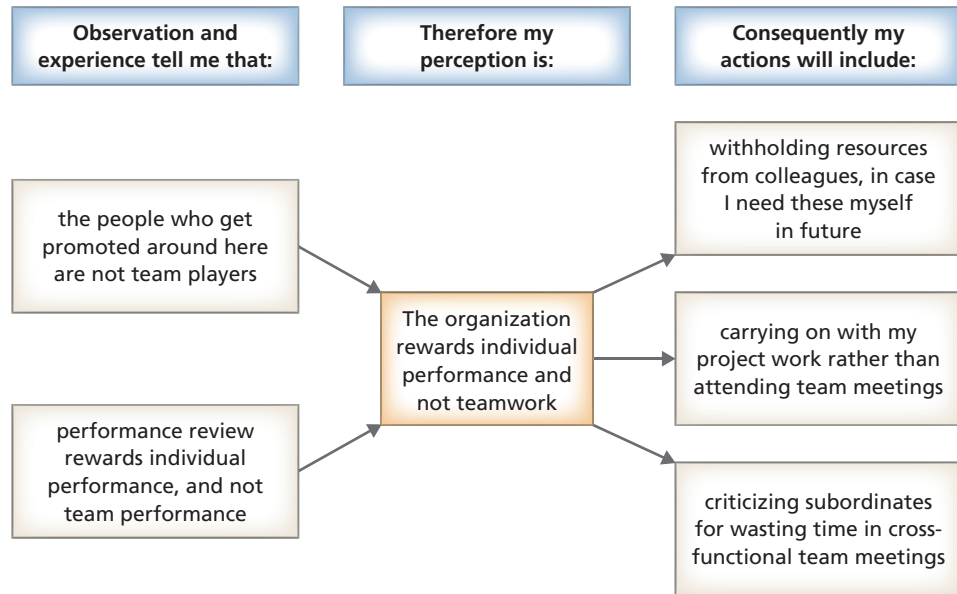 Observation and
experience tell me that:
Therefore my
perception is:
Consequently my
actions will include:
the people who get
promoted around here
are not team players
performance review
rewards individual
performance, and not
team performance
The organization
rewards individual
performance and
not teamwork
withholding resources
from colleagues, in case
I need these myself
in future
carrying on with my
project work rather than
attending team meetings
criticizing subordinates
for wasting time in cross-
functional team meetings